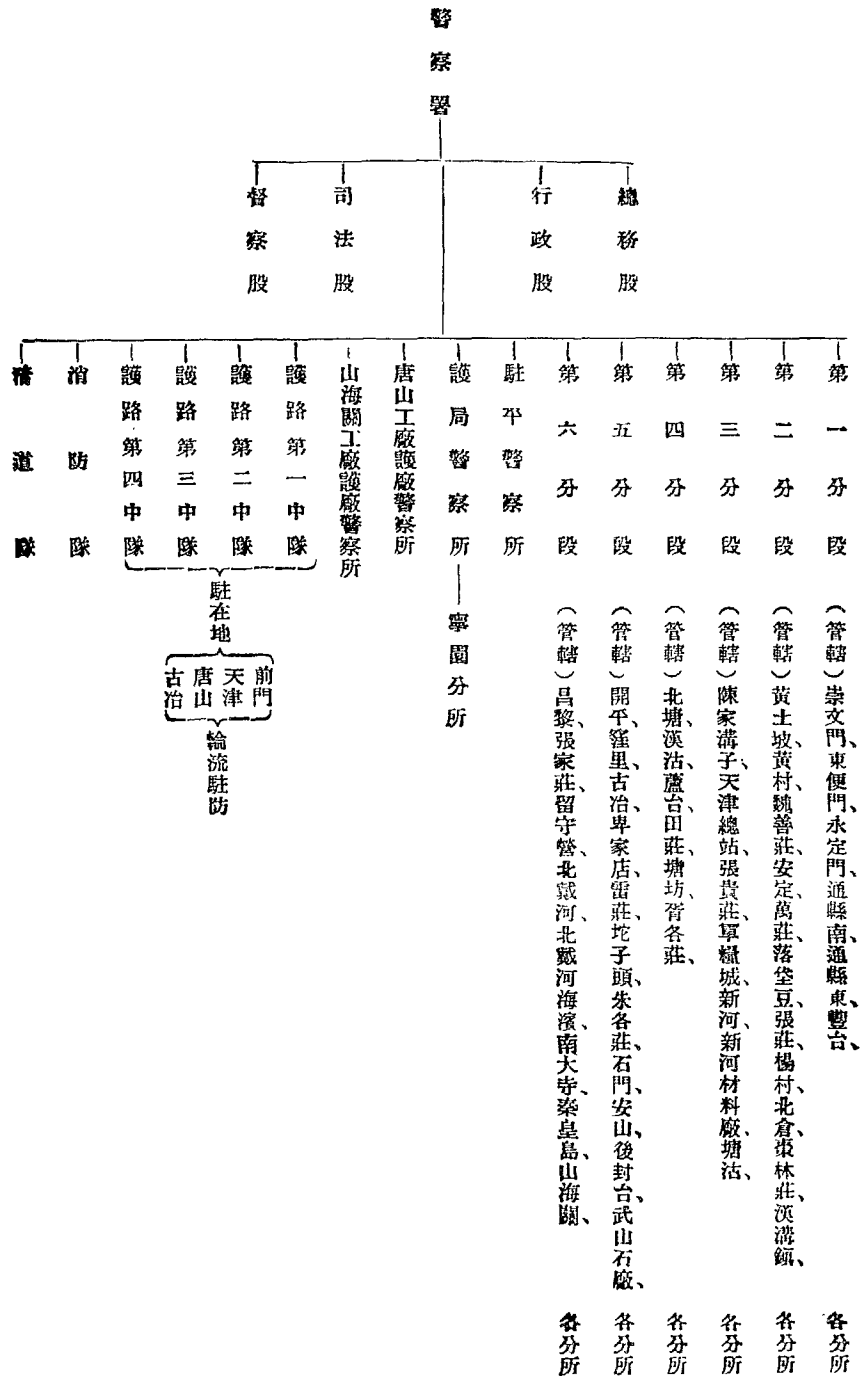 警察署
總務股
行政股
司法股
督察股
第一分段（管轄）崇文門、東便門、永定門、通縣南、通縣東、豐台、各分所
第二分段（管轄）黃土坡、黃村、魏善莊、安定、萬莊、落垡、豆張莊、楊村、北倉、棗林莊、漢溝鎮、各分所
第三分段（管轄）陳家溝子、天津總站、張貴莊、軍糧城、新河、新河材料廠、塘沽、各分所
第四分段（管轄）北塘、漢沽、蘆台、田莊、塘坊、胥各莊、各分所
第五分段（管轄）開平、窪里、古冶、卑家店、雷莊、坨子頭、朱各莊、石門、安山、後封台、武山石廠、各分所
第六分段（管轄）昌黎、張家莊、留守營、北戴河、北戴河海濱、南大寺、秦皇島、山海關、各分所
駐平警察所
護局警察所——寧園分所
唐山工廠護廠警察所
山海關工廠護廠警察所
護路第一中隊
護路第二中隊
護路第三中隊
護路第四中隊
駐在地
前門
天津
唐山
古冶
輪流駐防
消防隊
清道隊